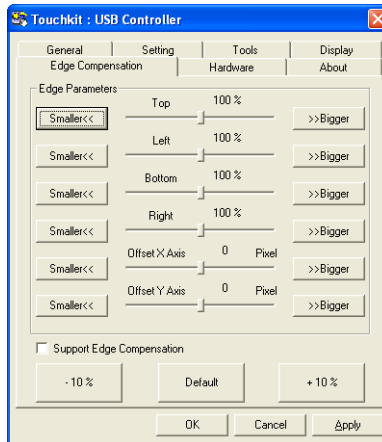 Touchkit : USB Controller
General Setting Tools Display
Edge Compensation Hardware About
Edge Parameters
Top 100 %
Smaller<< >>Bigger
Left 100 %
Smaller<< >>Bigger
Bottom 100 %
Smaller<< >>Bigger
Right 100 %
Smaller<< >>Bigger
Offset X Axis 0 Pixel
Smaller<< >>Bigger
Offset Y Axis 0 Pixel
Smaller<< >>Bigger
Support Edge Compensation
- 10 % Default + 10 %
OK Cancel Apply